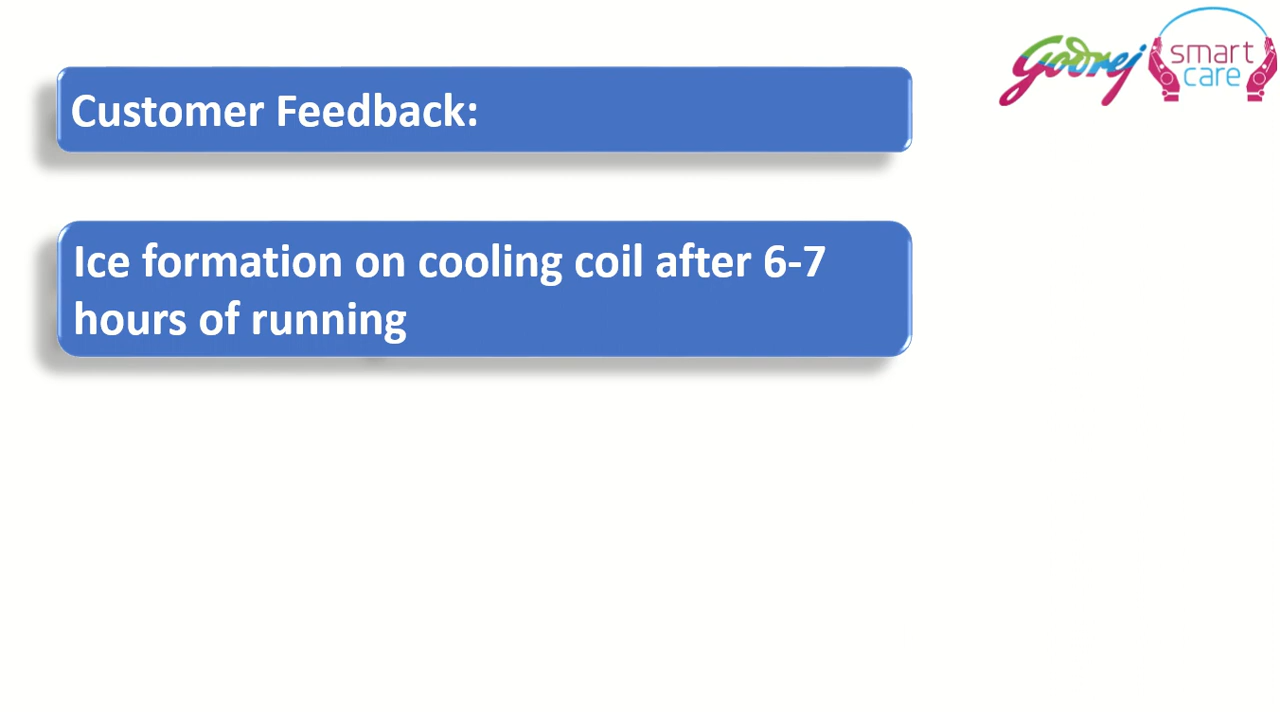 Godrej
smart
care
Customer Feedback:
Ice formation on cooling coil after 6-7
hours of running